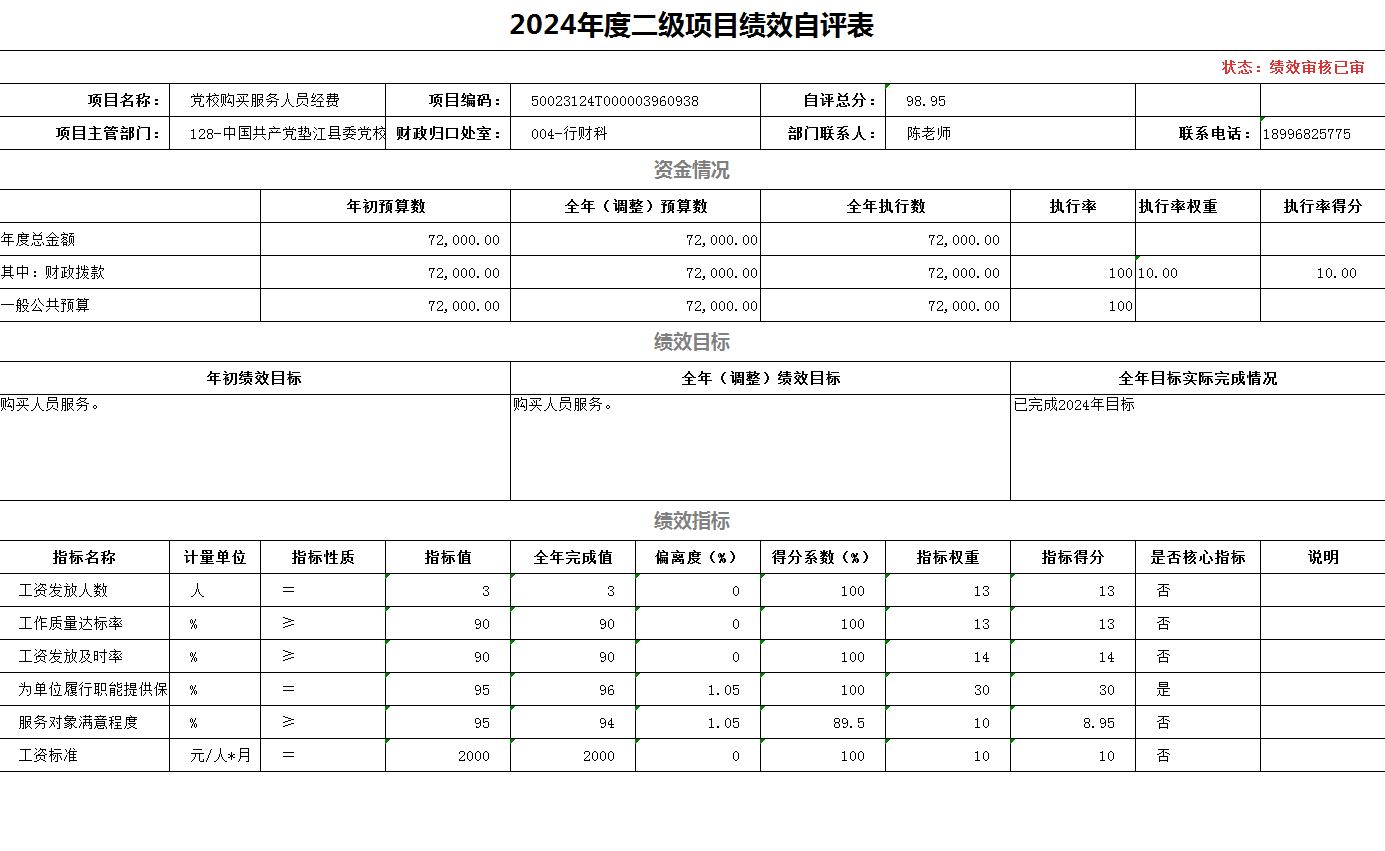 2024年度二级项目绩效自评表
状态：绩效审核已审
项目名称： 党校购买服务人员经费 项目编码： 50023124T000003960938 自评总分： 98.95
项目主管部门： 128-中国共产党垫江县委党校 财政归口处室： 004-行财科 部门联系人： 陈老师 联系电话： 18996825775
资金情况
年初预算数 全年（调整）预算数 全年执行数 执行率 执行率权重 执行率得分
年度总金额 72,000.00 72,000.00 72,000.00
其中：财政拨款 72,000.00 72,000.00 72,000.00 100 10.00 10.00
一般公共预算 72,000.00 72,000.00 72,000.00 100
绩效目标
年初绩效目标 全年（调整）绩效目标 全年目标实际完成情况
购买人员服务。 购买人员服务。 已完成2024年目标
绩效指标
指标名称 计量单位 指标性质 指标值 全年完成值 偏离度（%） 得分系数（%） 指标权重 指标得分 是否核心指标 说明
工资发放人数 人 ＝ 3 3 0 100 13 13 否
工作质量达标率 % ≥ 90 90 0 100 13 13 否
工资发放及时率 % ≥ 90 90 0 100 14 14 否
为单位履行职能提供保 % ＝ 95 96 1.05 100 30 30 是
服务对象满意程度 % ≥ 95 94 1.05 89.5 10 8.95 否
工资标准 元/人*月 ＝ 2000 2000 0 100 10 10 否